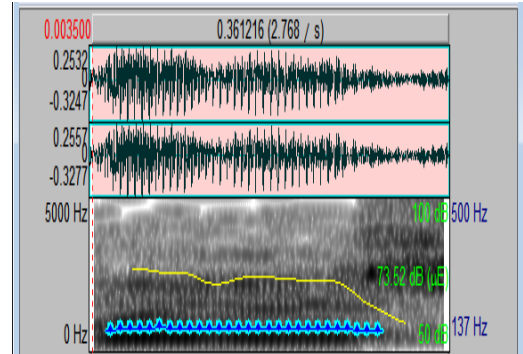 0.003500 0.361216 (2.768 / s)
0.2532
0
-0.3247
0.2557
0
-0.3277
5000 Hz 100 dB 500 Hz
73.52 dB (µE)
0 Hz 50 dB 137 Hz